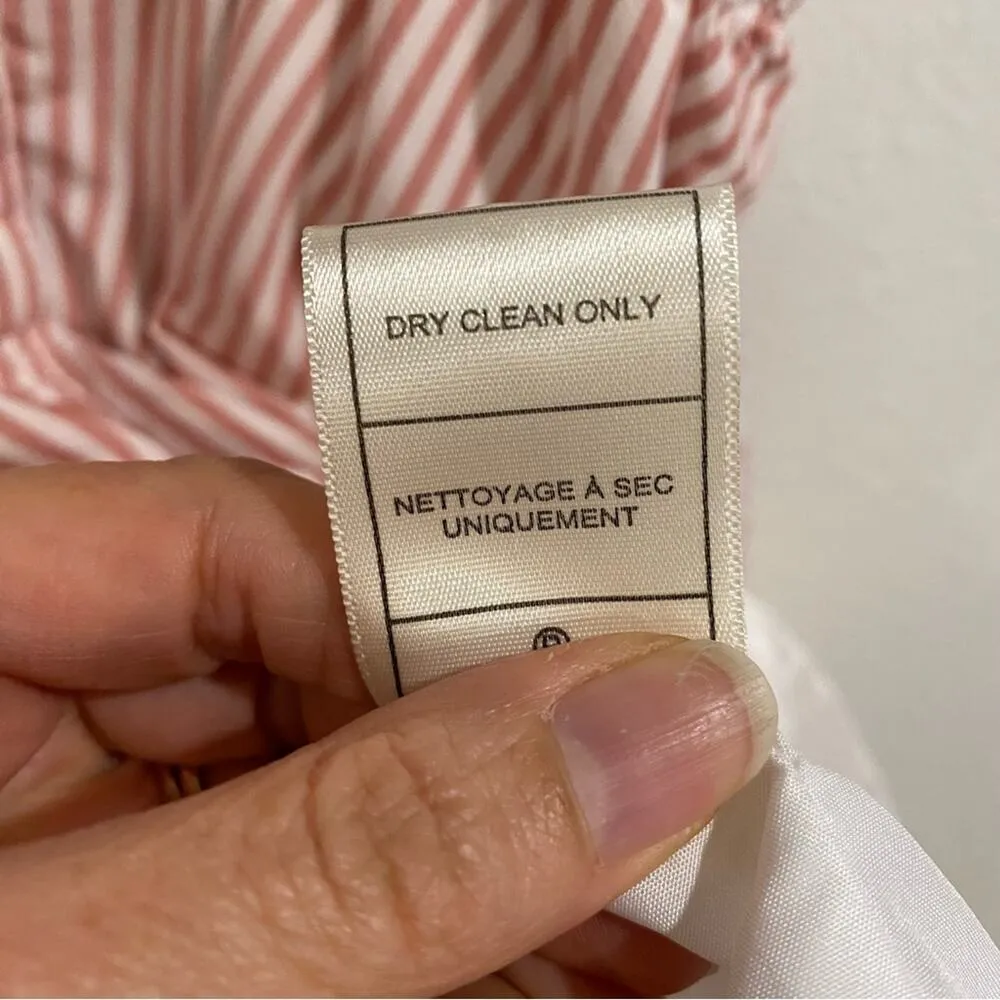 DRY CLEAN ONLY
NETTOYAGE À SEC
UNIQUEMENT